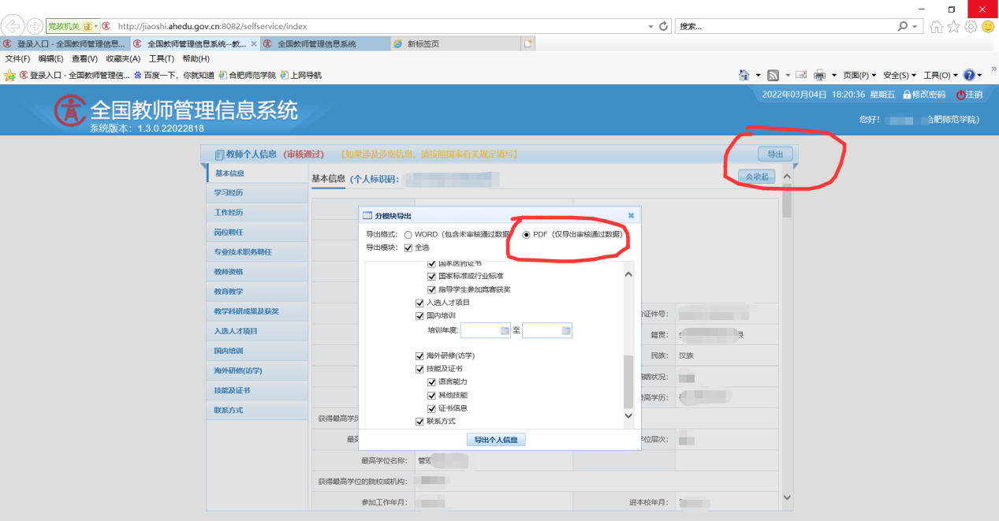 党政机关 证
http://jiaoshi.ahedu.gov.cn:8082/selfservice/index
搜索...
登录入口 - 全国教师管理信息...
全国教师管理信息系统--教...
全国教师管理信息系统
新标签页
文件(F) 编辑(E) 查看(V) 收藏夹(A) 工具(T) 帮助(H)
登录入口 - 全国教师管理信... 百度一下，你就知道 合肥师范学院 上网导航
页面(P) 安全(S) 工具(O)
全国教师管理信息系统
系统版本：1.3.0.22022818
2022年03月04日 18:20:36 星期五 修改密码 注销
您好！ 合肥师范学院)
教师个人信息 (审核通过) 【如果涉及涉密信息，请按照国家有关规定填写】
导出
基本信息
学习经历
工作经历
岗位聘任
专业技术职务聘任
教师资格
教育教学
教学科研成果及获奖
入选人才项目
国内培训
海外研修(访学)
技能及证书
联系方式
基本信息 (个人标识码：
收起
分模块导出
导出格式： WORD（包含未审核通过数据 PDF（仅导出审核通过数据）
导出模块： 全选
国家医药证书
国家标准或行业标准
指导学生参加竞赛获奖
入选人才项目
国内培训
培训年度: 至
海外研修(访学)
技能及证书
语言能力
其他技能
证书信息
联系方式
导出个人信息
证件号：
籍贯：
民族： 汉族
婚姻状况：
最高学历：
获得最高学历
最高
学位层次：
最高学位名称： 管理
获得最高学位的院校或机构：
参加工作年月：
进本校年月：